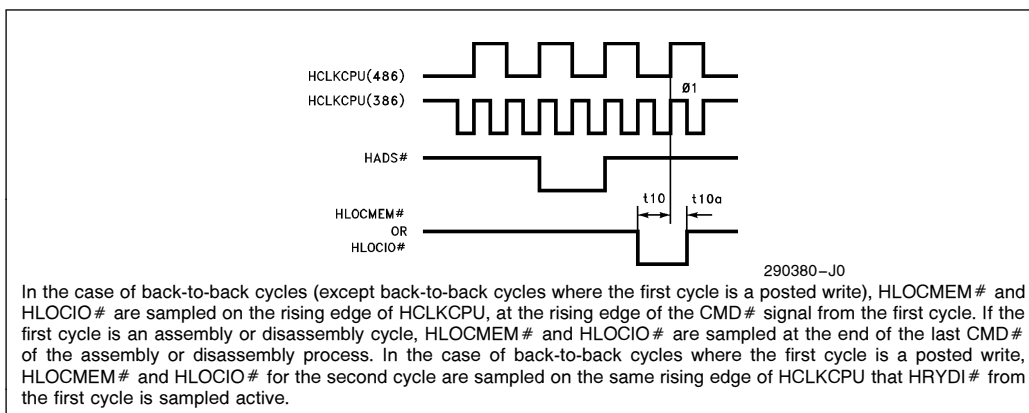 HCLKCPU(486)
Ø1
HCLKCPU(386)
HADS#
t10 t10a
HLOCMEM#
OR
HLOCIO#
290380–J0
In the case of back-to-back cycles (except back-to-back cycles where the first cycle is a posted write), HLOCMEM# and
HLOCIO# are sampled on the rising edge of HCLKCPU, at the rising edge of the CMD# signal from the first cycle. If the
first cycle is an assembly or disassembly cycle, HLOCMEM# and HLOCIO# are sampled at the end of the last CMD#
of the assembly or disassembly process. In the case of back-to-back cycles where the first cycle is a posted write,
HLOCMEM# and HLOCIO# for the second cycle are sampled on the same rising edge of HCLKCPU that HRYDI# from
the first cycle is sampled active.